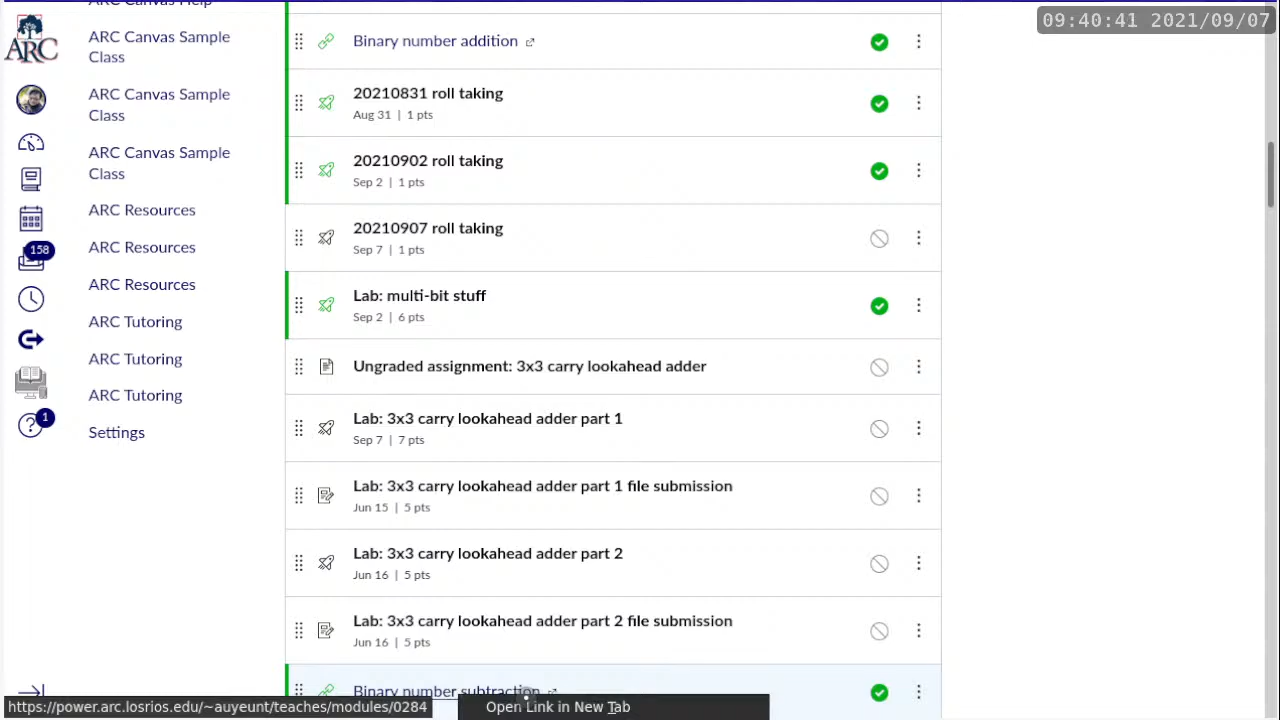 ARC Canvas Help
ARC Canvas Sample
Class
ARC Canvas Sample
Class
ARC Canvas Sample
Class
ARC Resources
ARC Resources
ARC Resources
ARC Tutoring
ARC Tutoring
ARC Tutoring
Settings
ARC
158
1
Binary number addition
20210831 roll taking
Aug 31 | 1 pts
20210902 roll taking
Sep 2 | 1 pts
20210907 roll taking
Sep 7 | 1 pts
Lab: multi-bit stuff
Sep 2 | 6 pts
Ungraded assignment: 3x3 carry lookahead adder
Lab: 3x3 carry lookahead adder part 1
Sep 7 | 7 pts
Lab: 3x3 carry lookahead adder part 1 file submission
Jun 15 | 5 pts
Lab: 3x3 carry lookahead adder part 2
Jun 16 | 5 pts
Lab: 3x3 carry lookahead adder part 2 file submission
Jun 16 | 5 pts
Binary number subtraction
09:40:41 2021/09/07
https://power.arc.losrios.edu/~auyeunt/teaches/modules/0284
Open Link in New Tab